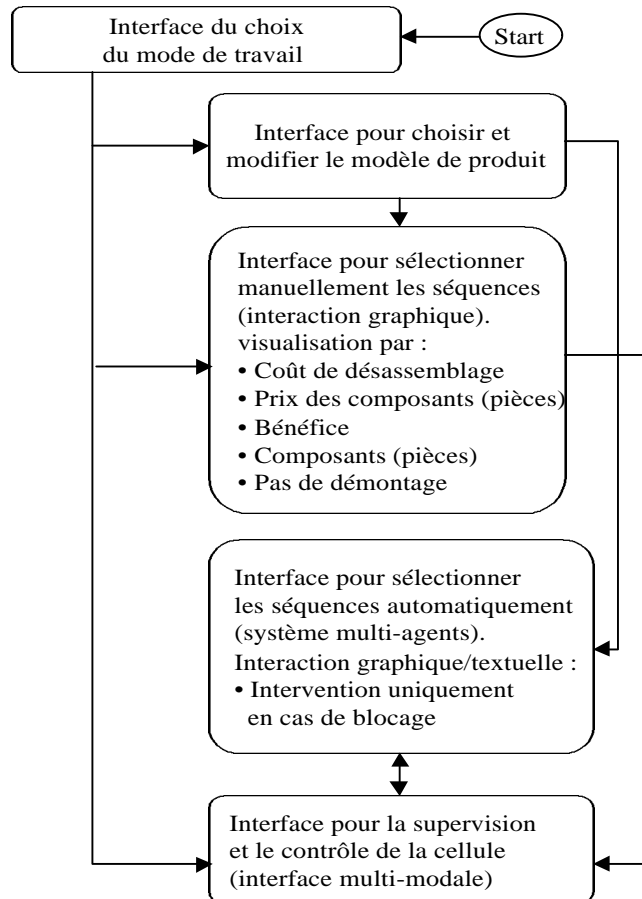 Interface du choix
du mode de travail
Start
Interface pour choisir et
modifier le modèle de produit
Interface pour sélectionner
manuellement les séquences
(interaction graphique).
visualisation par :
• Coût de désassemblage
• Prix des composants (pièces)
• Bénéfice
• Composants (pièces)
• Pas de démontage
Interface pour sélectionner
les séquences automatiquement
(système multi-agents).
Interaction graphique/textuelle :
• Intervention uniquement
en cas de blocage
Interface pour la supervision
et le contrôle de la cellule
(interface multi-modale)